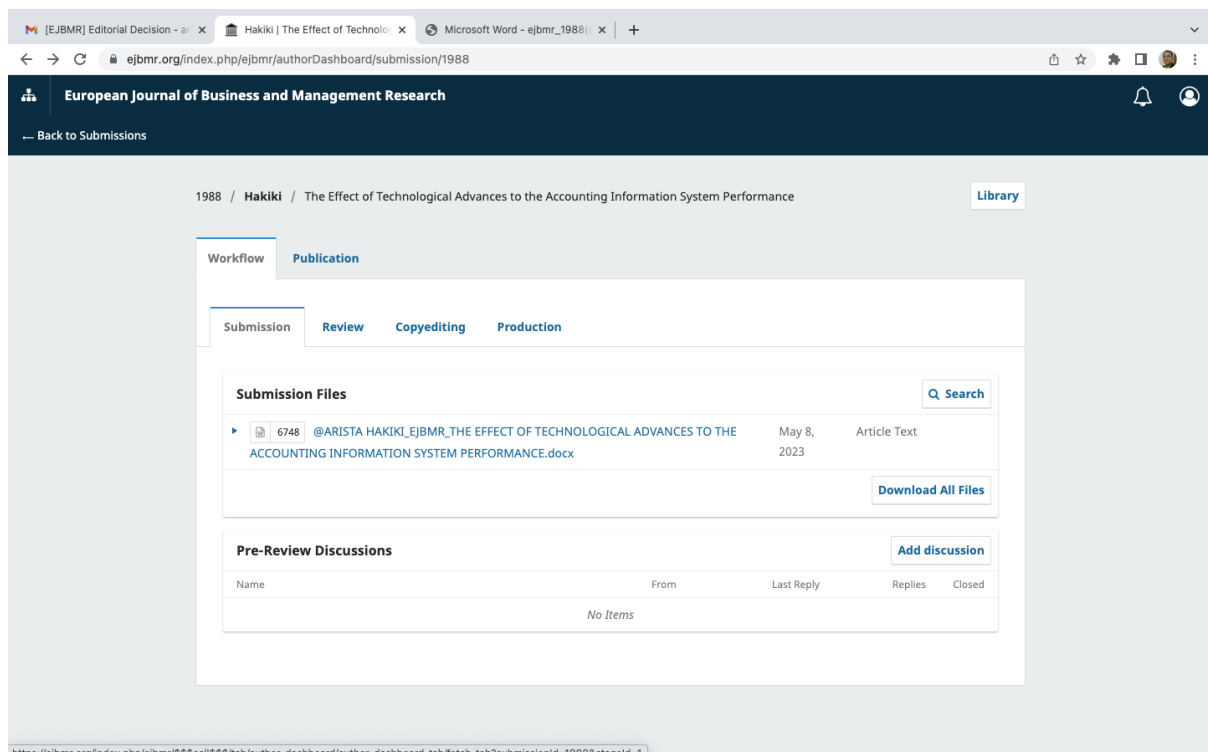 [EJBMR] Editorial Decision - ar
Hakiki | The Effect of Technolog
Microsoft Word - ejbmr_1988(
ejbmr.org/index.php/ejbmr/authorDashboard/submission/1988
European Journal of Business and Management Research
← Back to Submissions
1988 / Hakiki / The Effect of Technological Advances to the Accounting Information System Performance
Library
Workflow Publication
Submission Review Copyediting Production
Submission Files
Search
6748 @ARISTA HAKIKI_EJBMR_THE EFFECT OF TECHNOLOGICAL ADVANCES TO THE
ACCOUNTING INFORMATION SYSTEM PERFORMANCE.docx
May 8,
2023
Article Text
Download All Files
Pre-Review Discussions
Add discussion
Name From Last Reply Replies Closed
No Items